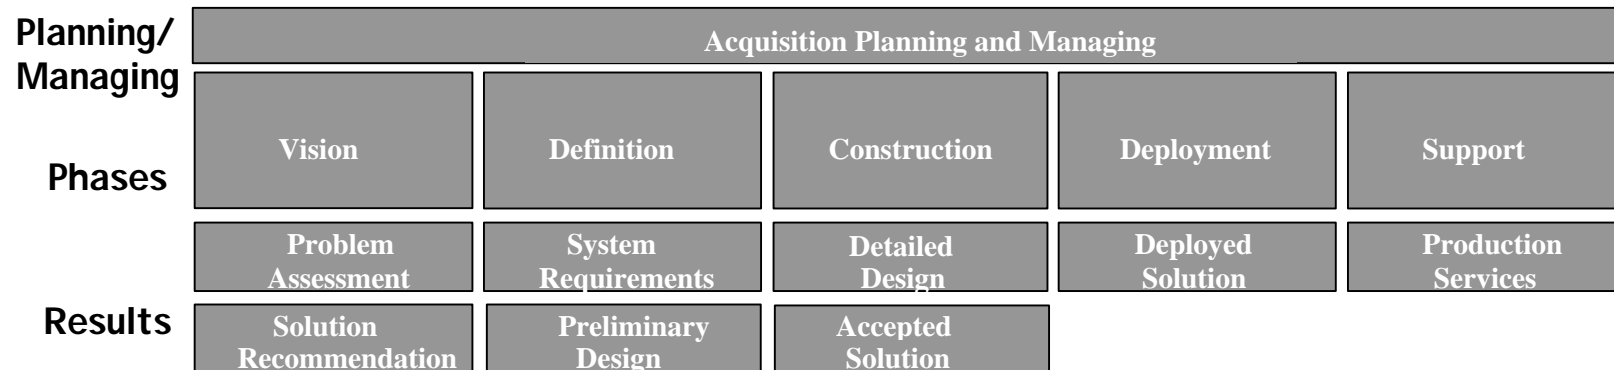 Planning/
Managing
Acquisition Planning and Managing
Phases
Vision
Definition
Construction
Deployment
Support
Results
Problem
Assessment
System
Requirements
Detailed
Design
Deployed
Solution
Production
Services
Solution
Recommendation
Preliminary
Design
Accepted
Solution